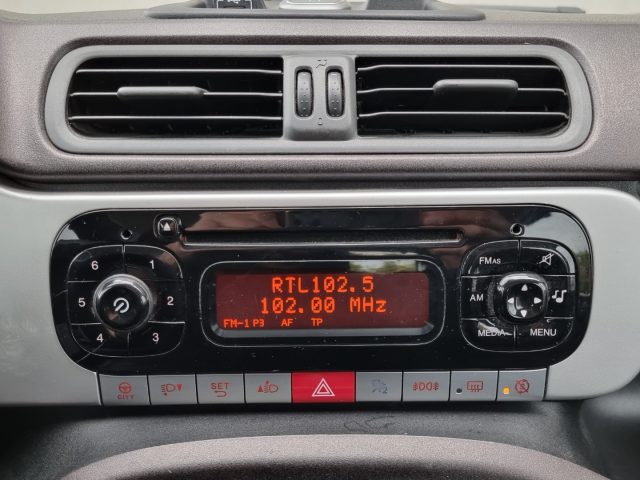 RTL102.5
102.00 MHz
FM-1 P3 AF TP
6 1
5 2
4 3
FMAS
AM
MEDIA MENU
CITY
SET